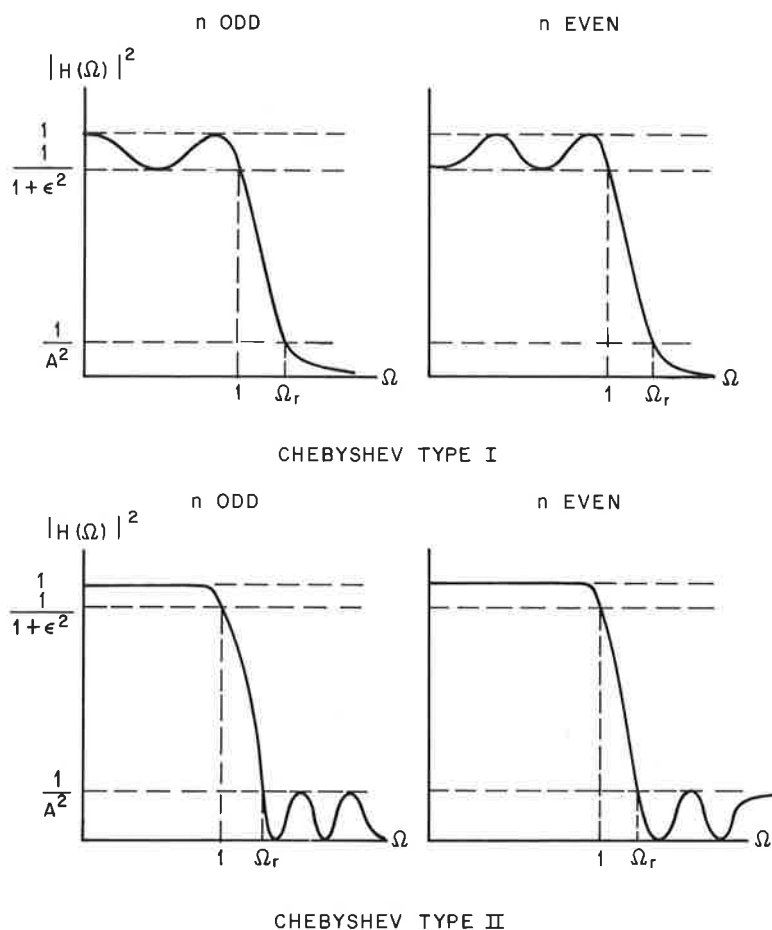 n ODD n EVEN
|H(Ω)|²
1
1
1+ϵ²
1
A²
1 Ωr Ω 1 Ωr Ω
CHEBYSHEV TYPE I
n ODD n EVEN
|H(Ω)|²
1
1
1+ϵ²
1
A²
1 Ωr Ω 1 Ωr Ω
CHEBYSHEV TYPE II